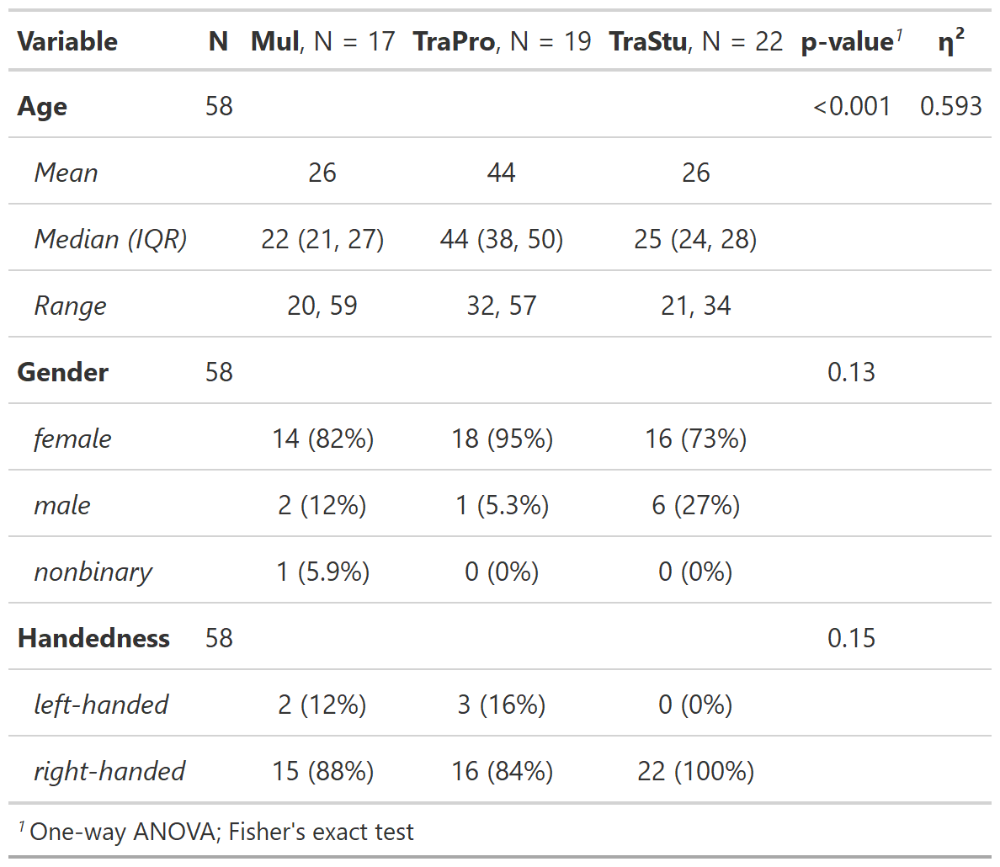 Variable N Mul, N = 17 TraPro, N = 19 TraStu, N = 22 p-value¹ η²
Age 58 <0.001 0.593
Mean 26 44 26
Median (IQR) 22 (21, 27) 44 (38, 50) 25 (24, 28)
Range 20, 59 32, 57 21, 34
Gender 58 0.13
female 14 (82%) 18 (95%) 16 (73%)
male 2 (12%) 1 (5.3%) 6 (27%)
nonbinary 1 (5.9%) 0 (0%) 0 (0%)
Handedness 58 0.15
left-handed 2 (12%) 3 (16%) 0 (0%)
right-handed 15 (88%) 16 (84%) 22 (100%)
¹ One-way ANOVA; Fisher's exact test